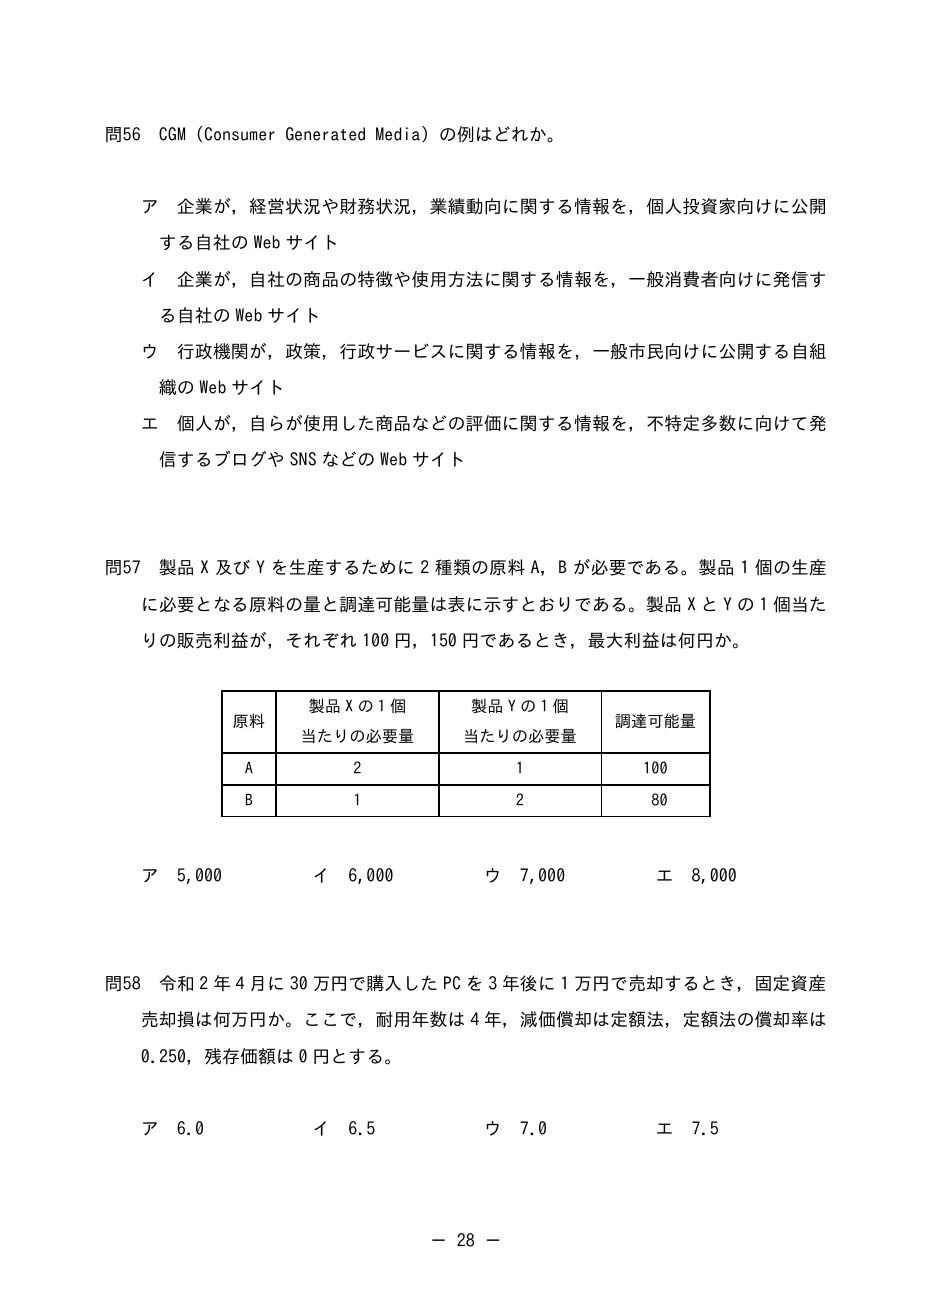 問56　CGM（Consumer Generated Media）の例はどれか。
ア　企業が，経営状況や財務状況，業績動向に関する情報を，個人投資家向けに公開
する自社の Web サイト
イ　企業が，自社の商品の特徴や使用方法に関する情報を，一般消費者向けに発信す
る自社の Web サイト
ウ　行政機関が，政策，行政サービスに関する情報を，一般市民向けに公開する自組
織の Web サイト
エ　個人が，自らが使用した商品などの評価に関する情報を，不特定多数に向けて発
信するブログや SNS などの Web サイト
問57　製品 X 及び Y を生産するために 2 種類の原料 A，B が必要である。製品 1 個の生産
に必要となる原料の量と調達可能量は表に示すとおりである。製品 X と Y の 1 個当た
りの販売利益が，それぞれ 100 円，150 円であるとき，最大利益は何円か。
原料　製品 X の 1 個　製品 Y の 1 個　調達可能量
当たりの必要量　当たりの必要量
A　2　1　100
B　1　2　80
ア　5,000　イ　6,000　ウ　7,000　エ　8,000
問58　令和 2 年 4 月に 30 万円で購入した PC を 3 年後に 1 万円で売却するとき，固定資産
売却損は何万円か。ここで，耐用年数は 4 年，減価償却は定額法，定額法の償却率は
0.250，残存価額は 0 円とする。
ア　6.0　イ　6.5　ウ　7.0　エ　7.5
－ 28 －